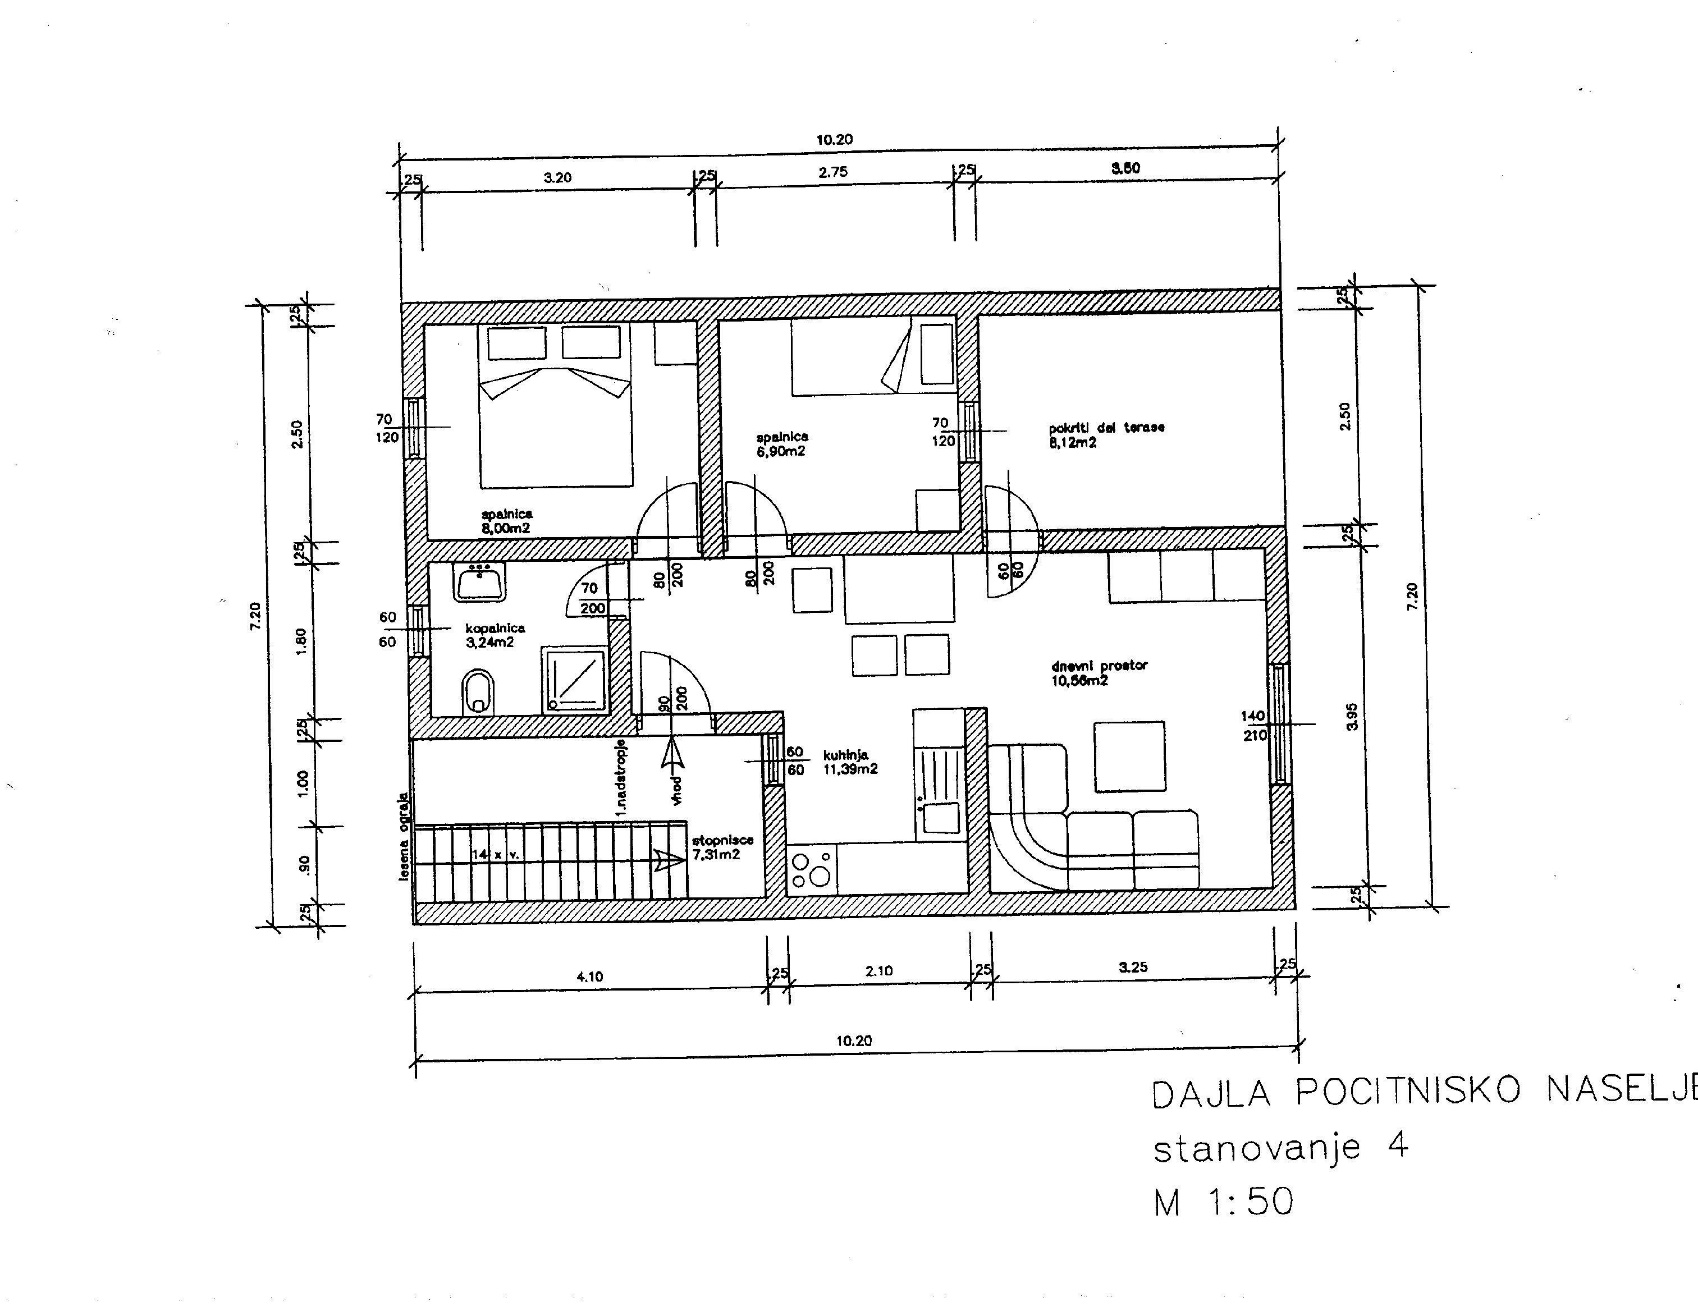 10.20
.25 3.20 .25 2.75 .25 3.50
.25
2.50
.25
1.80
.25
1.00
.90
.25
7.20
.25
2.50
.25
3.95
.25
7.20
70
120
spalnica
8,00m2
80
200
spalnica
6,90m2
80
200
70
120
pokriti del terase
8,12m2
60
60
60
60
kopalnica
3,24m2
70
200
90
200
dnevni prostor
10,56m2
140
210
kuhinja
11,39m2
60
60
1.nadstropje
vhod
lesena ograja
14 x v.
stopnisce
7,31m2
4.10 .25 2.10 .25 3.25 .25
10.20
DAJLA POCITNISKO NASELJE
stanovanje 4
M 1:50